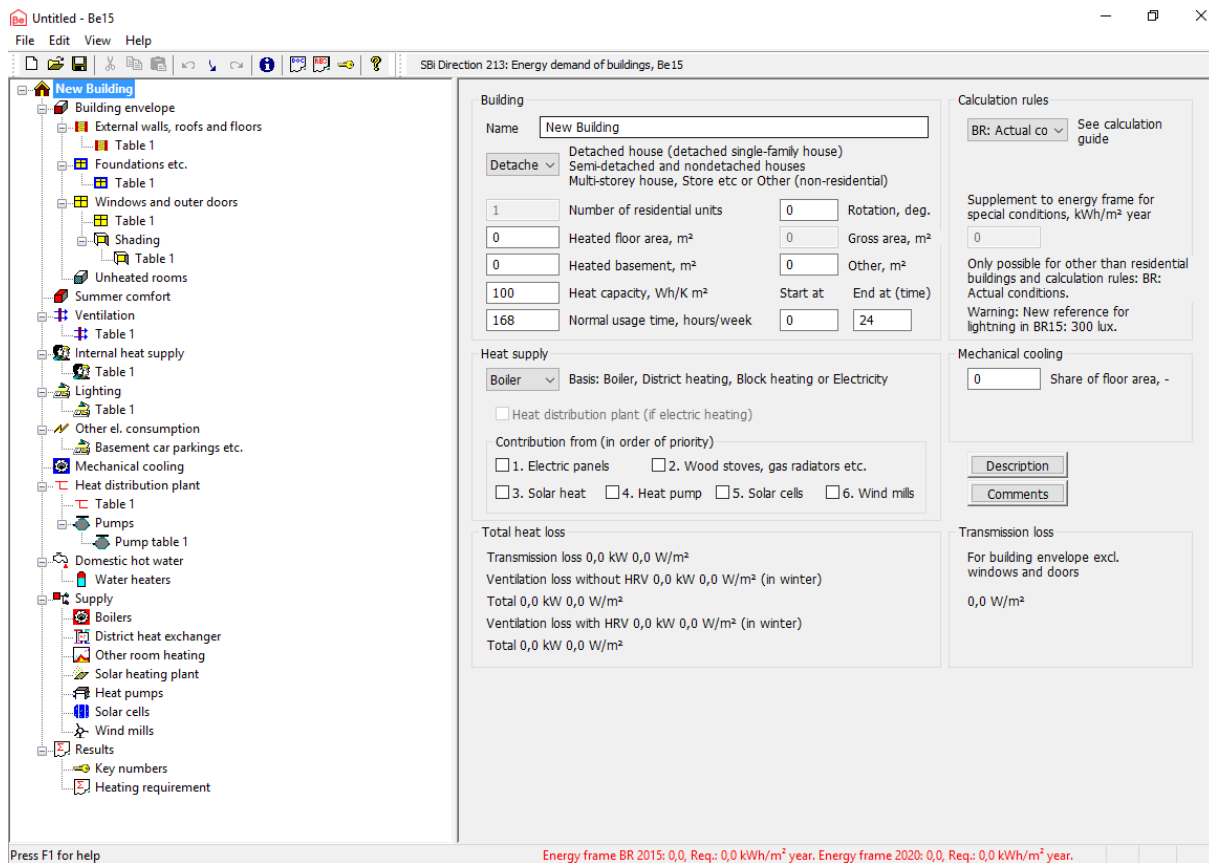 Untitled - Be15
File Edit View Help
SBi Direction 213: Energy demand of buildings, Be15
New Building
Building envelope
External walls, roofs and floors
Table 1
Foundations etc.
Table 1
Windows and outer doors
Table 1
Shading
Table 1
Unheated rooms
Summer comfort
Ventilation
Table 1
Internal heat supply
Table 1
Lighting
Table 1
Other el. consumption
Basement car parkings etc.
Mechanical cooling
Heat distribution plant
Table 1
Pumps
Pump table 1
Domestic hot water
Water heaters
Supply
Boilers
District heat exchanger
Other room heating
Solar heating plant
Heat pumps
Solar cells
Wind mills
Results
Key numbers
Heating requirement
Building
Name New Building
Detache
Detached house (detached single-family house)
Semi-detached and nondetached houses
Multi-storey house, Store etc or Other (non-residential)
1 Number of residential units 0 Rotation, deg.
0 Heated floor area, m² 0 Gross area, m²
0 Heated basement, m² 0 Other, m²
100 Heat capacity, Wh/K m² Start at End at (time)
168 Normal usage time, hours/week 0 24
Calculation rules
BR: Actual co See calculation
guide
Supplement to energy frame for
special conditions, kWh/m² year
0
Only possible for other than residential
buildings and calculation rules: BR:
Actual conditions.
Warning: New reference for
lightning in BR15: 300 lux.
Heat supply
Boiler Basis: Boiler, District heating, Block heating or Electricity
Heat distribution plant (if electric heating)
Contribution from (in order of priority)
1. Electric panels 2. Wood stoves, gas radiators etc.
3. Solar heat 4. Heat pump 5. Solar cells 6. Wind mills
Mechanical cooling
0 Share of floor area, -
Description
Comments
Total heat loss
Transmission loss 0,0 kW 0,0 W/m²
Ventilation loss without HRV 0,0 kW 0,0 W/m² (in winter)
Total 0,0 kW 0,0 W/m²
Ventilation loss with HRV 0,0 kW 0,0 W/m² (in winter)
Total 0,0 kW 0,0 W/m²
Transmission loss
For building envelope excl.
windows and doors
0,0 W/m²
Press F1 for help
Energy frame BR 2015: 0,0, Req.: 0,0 kWh/m² year. Energy frame 2020: 0,0, Req.: 0,0 kWh/m² year.